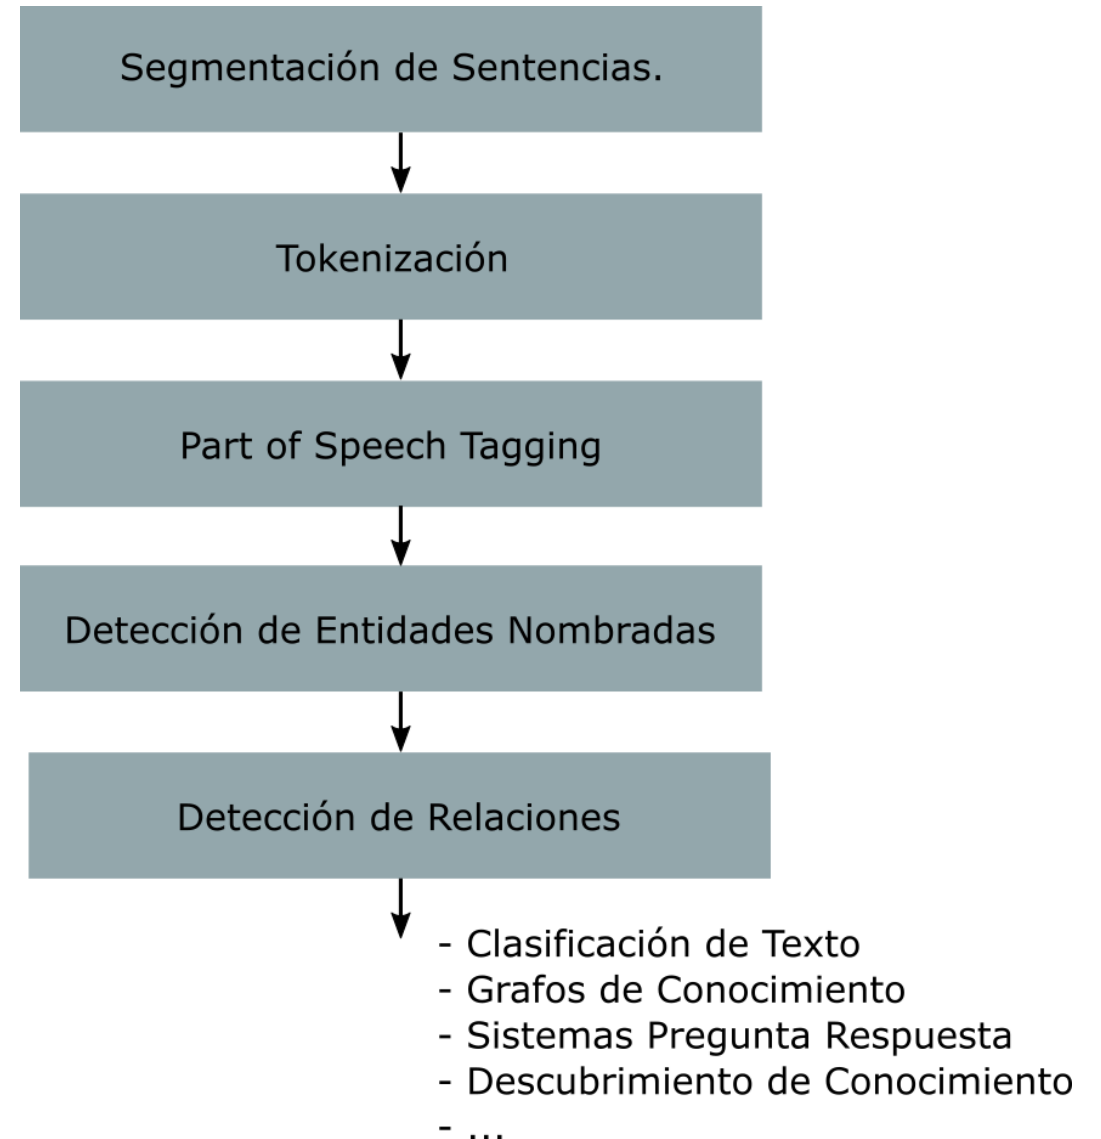 Segmentación de Sentencias.
Tokenización
Part of Speech Tagging
Detección de Entidades Nombradas
Detección de Relaciones
- Clasificación de Texto
- Grafos de Conocimiento
- Sistemas Pregunta Respuesta
- Descubrimiento de Conocimiento
- ...